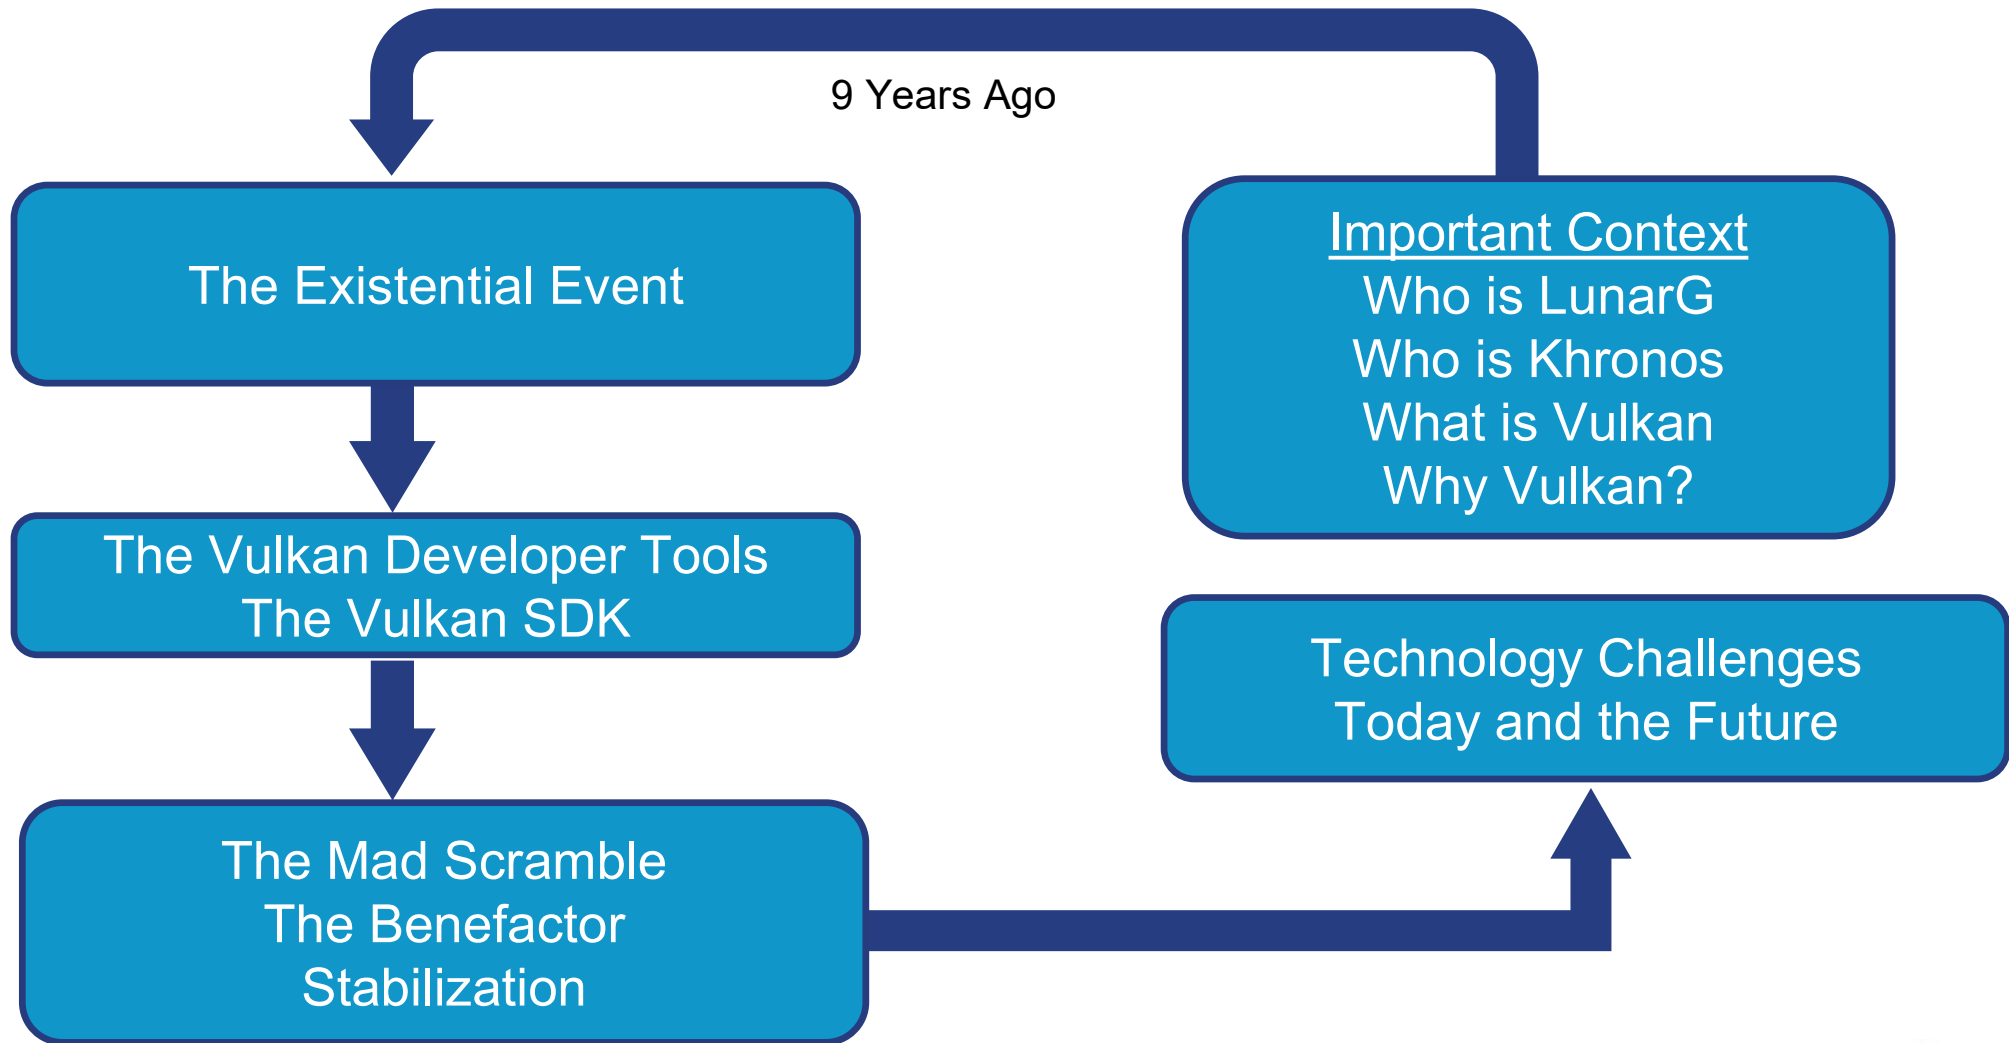 9 Years Ago
Important Context
Who is LunarG
Who is Khronos
What is Vulkan
Why Vulkan?
The Existential Event
The Vulkan Developer Tools
The Vulkan SDK
The Mad Scramble
The Benefactor
Stabilization
Technology Challenges
Today and the Future